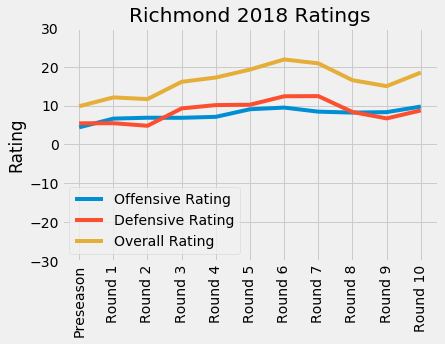 Richmond 2018 Ratings
30
20
10
0
−10
−20
−30
Rating
Offensive Rating
Defensive Rating
Overall Rating
Preseason
Round 1
Round 2
Round 3
Round 4
Round 5
Round 6
Round 7
Round 8
Round 9
Round 10